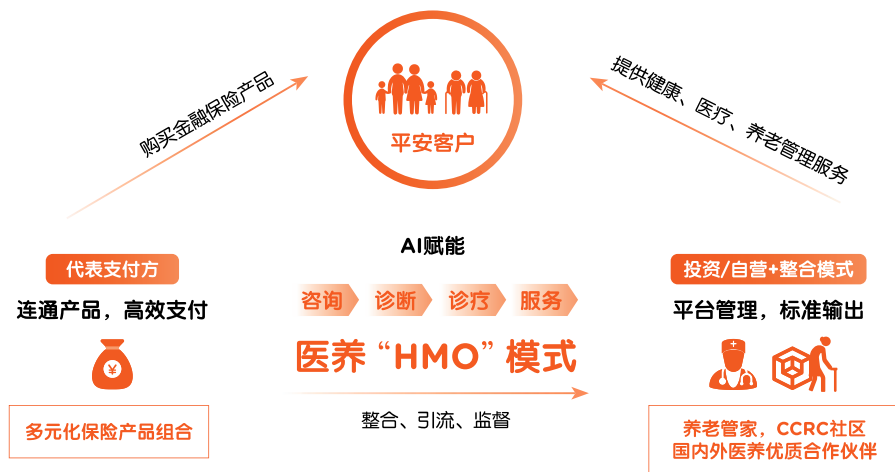 平安客户
购买金融保险产品
提供健康、医疗、养老管理服务
代表支付方
连通产品，高效支付
¥
多元化保险产品组合
AI赋能
咨询 诊断 诊疗 服务
医养“HMO”模式
整合、引流、监督
投资/自营+整合模式
平台管理，标准输出
养老管家，CCRC社区
国内外医养优质合作伙伴